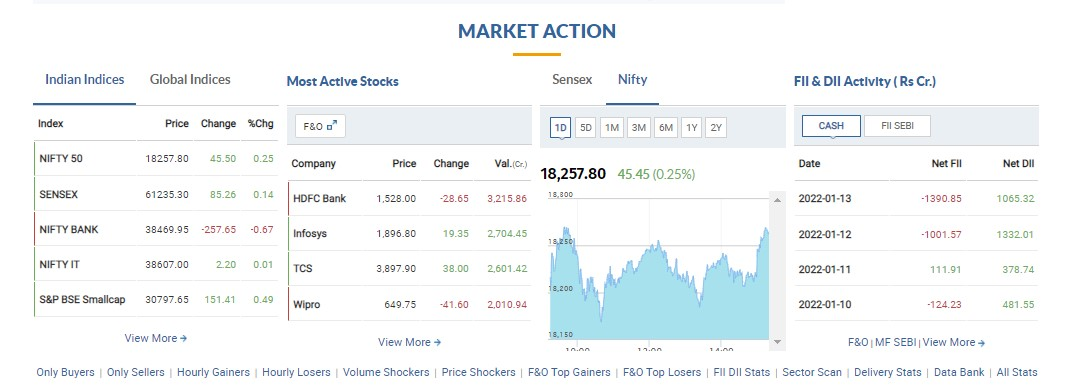 MARKET ACTION
Indian Indices Global Indices
Index Price Change %Chg
NIFTY 50 18257.80 45.50 0.25
SENSEX 61235.30 85.26 0.14
NIFTY BANK 38469.95 -257.65 -0.67
NIFTY IT 38607.00 2.20 0.01
S&P BSE Smallcap 30797.65 151.41 0.49
View More
Most Active Stocks
F&O
Company Price Change Val.(Cr.)
HDFC Bank 1,528.00 -28.65 3,215.86
Infosys 1,896.80 19.35 2,704.45
TCS 3,897.90 38.00 2,601.42
Wipro 649.75 -41.60 2,010.94
View More
Sensex Nifty
1D 5D 1M 3M 6M 1Y 2Y
18,257.80 45.45 (0.25%)
18,300
18,250
18,200
18,150
10:00 12:00 14:00
FII & DII Activity ( Rs Cr.)
CASH FII SEBI
Date Net FII Net DII
2022-01-13 -1390.85 1065.32
2022-01-12 -1001.57 1332.01
2022-01-11 111.91 378.74
2022-01-10 -124.23 481.55
F&O | MF SEBI | View More
Only Buyers | Only Sellers | Hourly Gainers | Hourly Losers | Volume Shockers | Price Shockers | F&O Top Gainers | F&O Top Losers | FII DII Stats | Sector Scan | Delivery Stats | Data Bank | All Stats